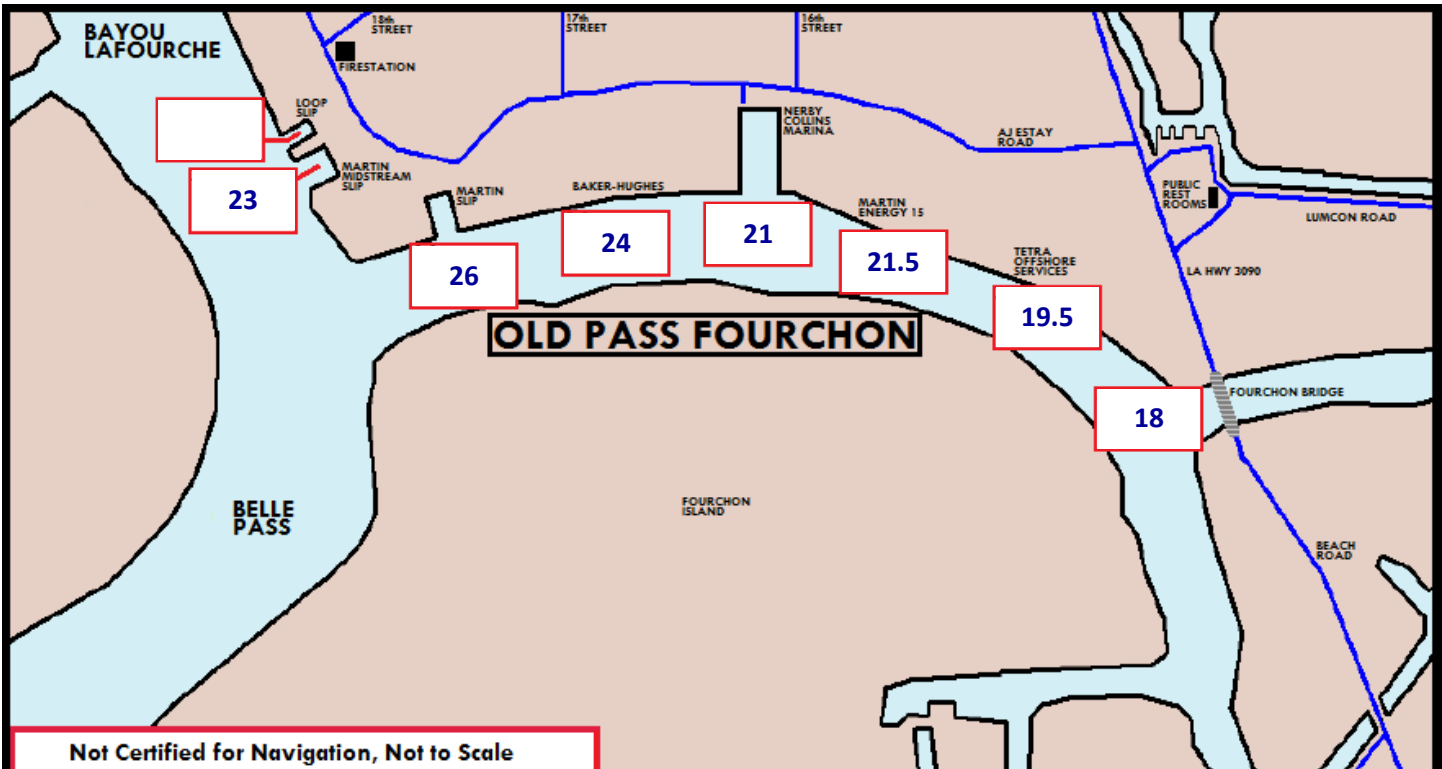 BAYOU
LAFOURCHE
18th
STREET
17th
STREET
16th
STREET
FIRESTATION
LOOP
SLIP
NERBY
COLLINS
MARINA
AJ ESTAY
ROAD
MARTIN
MIDSTREAM
SLIP
23
MARTIN
SLIP
BAKER-HUGHES
MARTIN
ENERGY 15
PUBLIC
REST
ROOMS
LUMCON ROAD
26
24
21
21.5
TETRA
OFFSHORE
SERVICES
LA HWY 3090
19.5
OLD PASS FOURCHON
18
FOURCHON BRIDGE
BELLE
PASS
FOURCHON
ISLAND
BEACH
ROAD
Not Certified for Navigation, Not to Scale